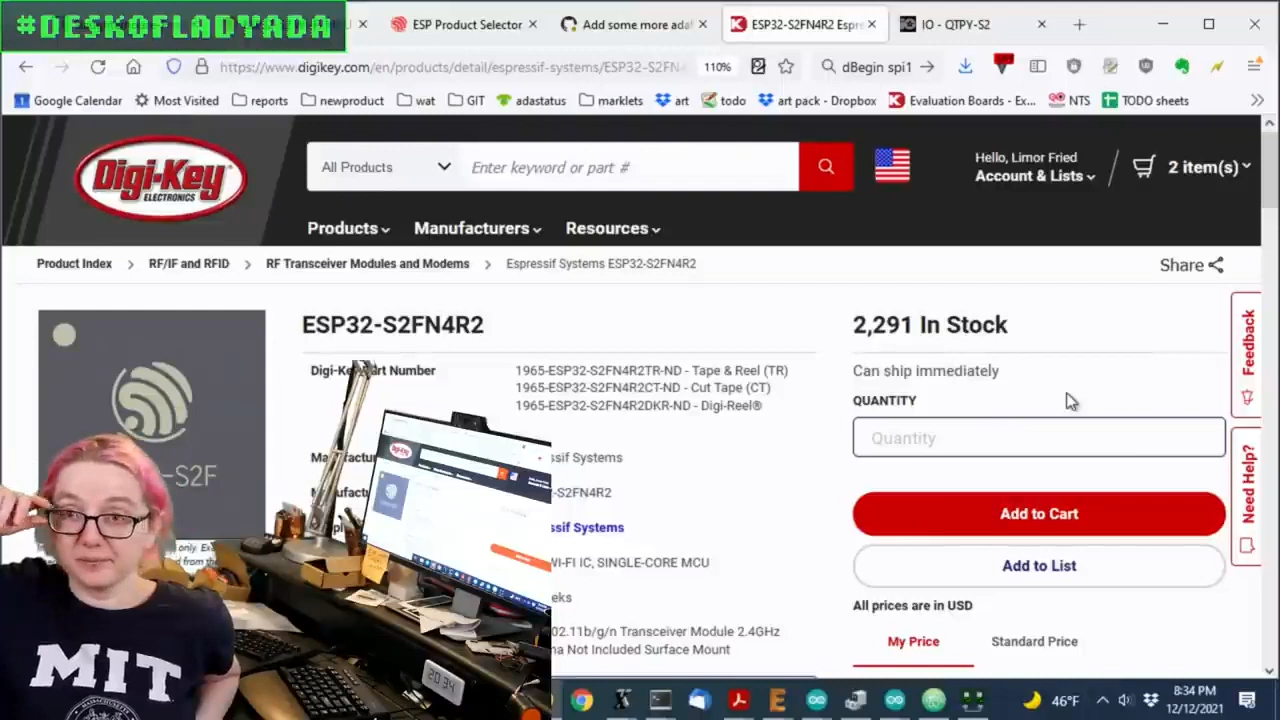 #DESKOFLADYADA
ESP Product Selector
Add some more ada
ESP32-S2FN4R2 Espre
IO - QTPY-S2
https://www.digikey.com/en/products/detail/espressif-systems/ESP32-S2FN4
110%
dBegin spi1
Google Calendar
Most Visited
reports
newproduct
wat
GIT
adastatus
marklets
art
todo
art pack - Dropbox
Evaluation Boards - Ex...
NTS
TODO sheets
Digi-Key
ELECTRONICS
All Products
Enter keyword or part #
Hello, Limor Fried
Account & Lists
2 item(s)
Products
Manufacturers
Resources
Product Index > RF/IF and RFID > RF Transceiver Modules and Modems > Espressif Systems ESP32-S2FN4R2
Share
ESP32-S2FN4R2
2,291 In Stock
Can ship immediately
QUANTITY
Quantity
Add to Cart
Add to List
All prices are in USD
My Price
Standard Price
Feedback
Need Help?
Digi-Key Part Number
1965-ESP32-S2FN4R2TR-ND - Tape & Reel (TR)
1965-ESP32-S2FN4R2CT-ND - Cut Tape (CT)
1965-ESP32-S2FN4R2DKR-ND - Digi-Reel®
Manufactur
ssif Systems
Manufact
-S2FN4R2
ssif Systems
WI-FI IC, SINGLE-CORE MCU
eks
02.11b/g/n Transceiver Module 2.4GHz
na Not Included Surface Mount
-S2F
MIT
20:34
46°F
8:34 PM
12/12/2021